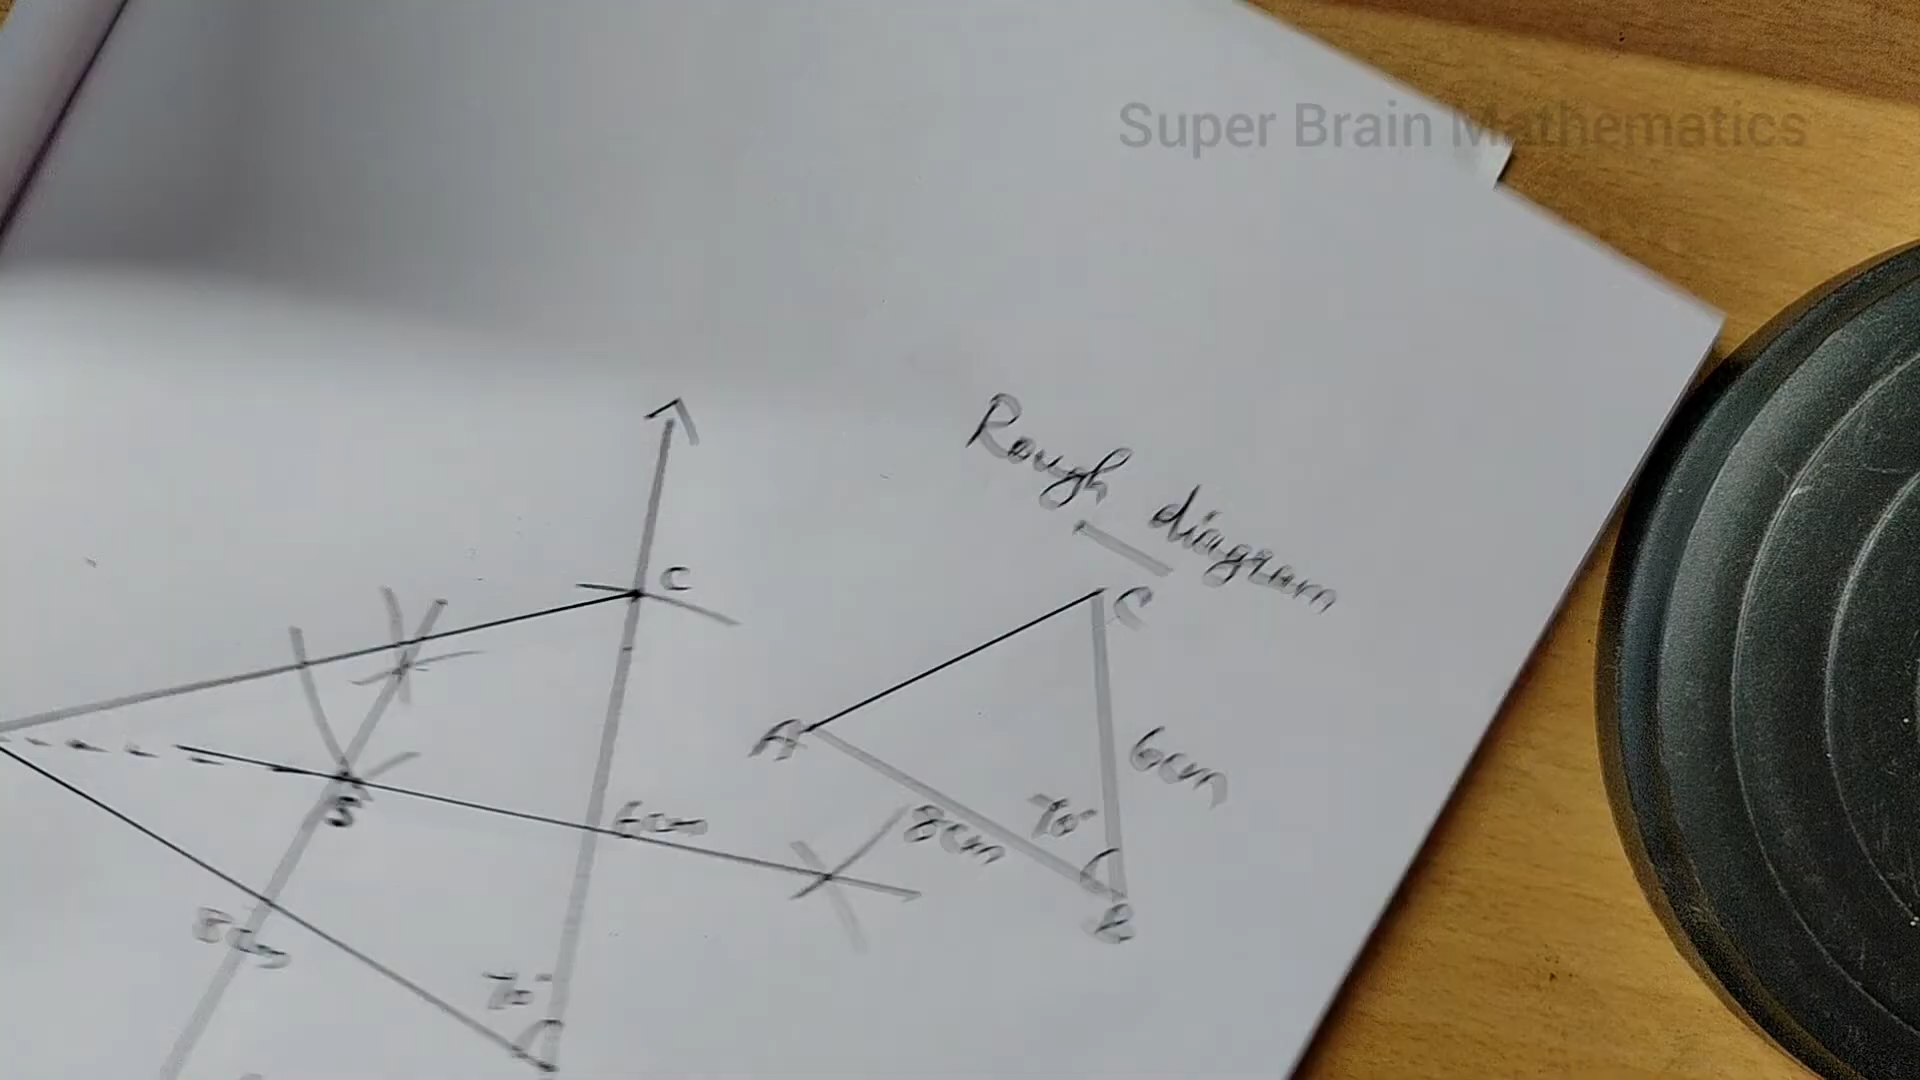 Super Brain Mathematics
Rough diagram
C
C
A
6cm
S
6cm
70°
8cm
8cm
B
70°